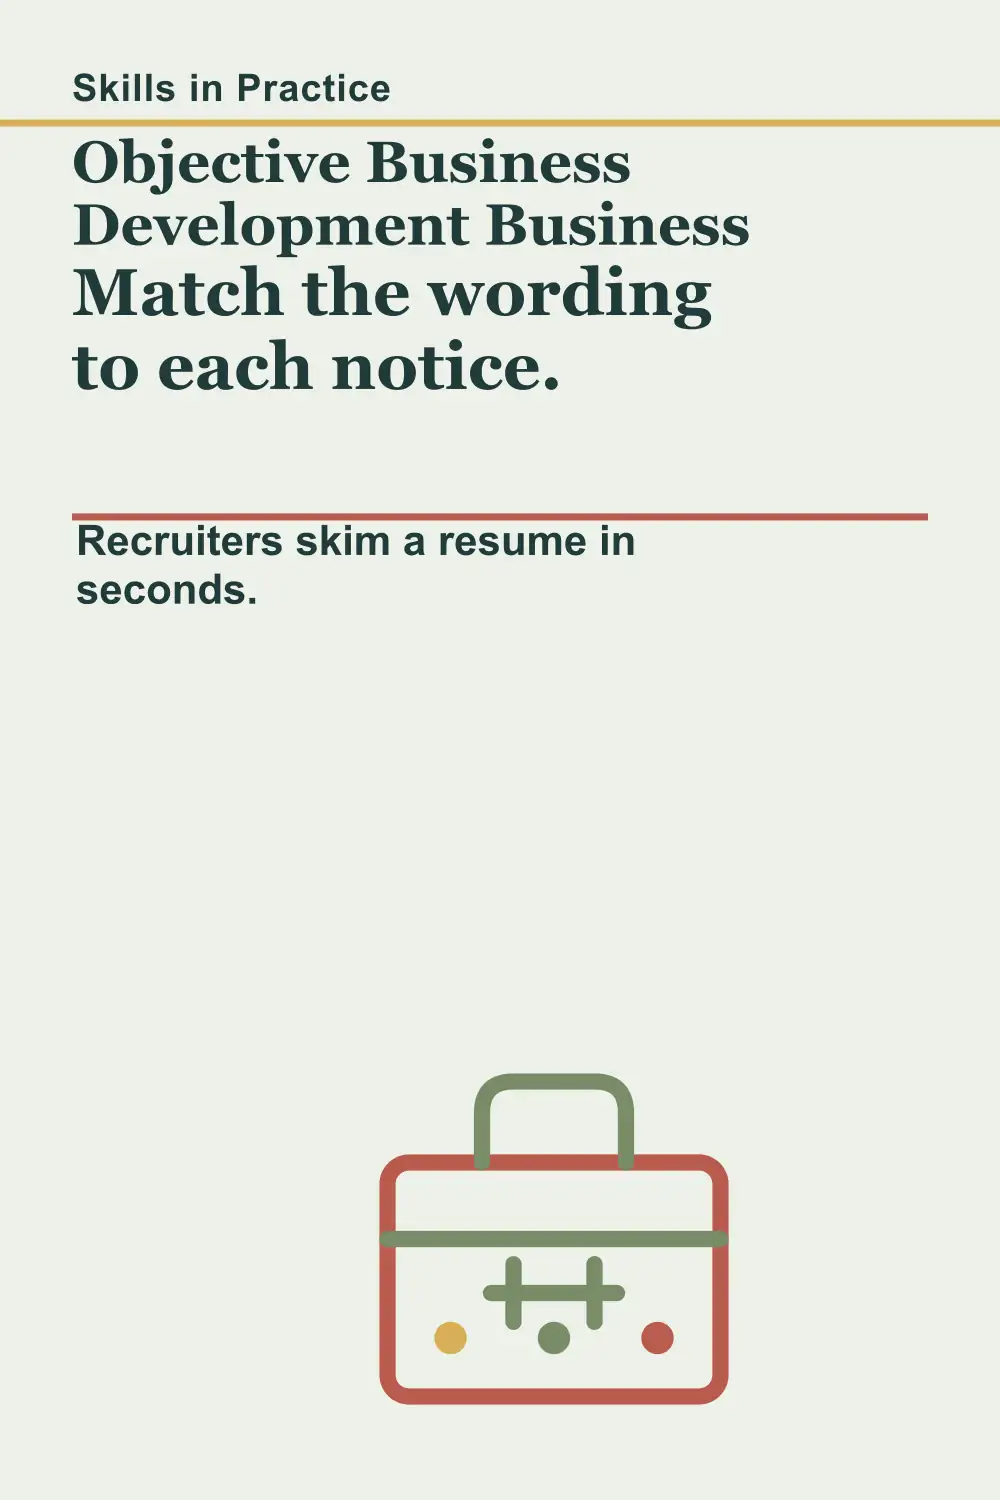 Skills in Practice
Objective Business
Development Business
Match the wording
to each notice.
Recruiters skim a resume in
seconds.